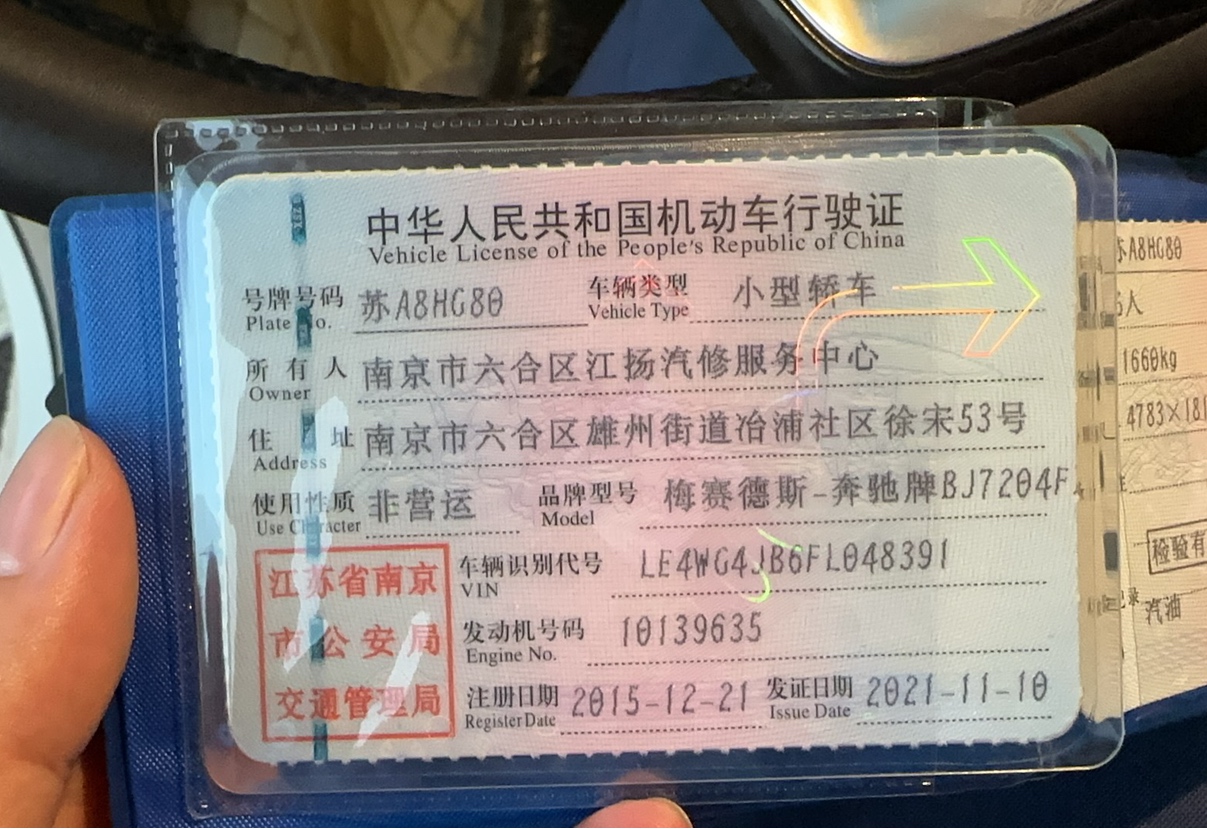 中华人民共和国机动车行驶证
Vehicle License of the People's Republic of China
号牌号码 苏A8HG80 车辆类型 小型轿车
Plate No. Vehicle Type
所有人 南京市六合区江扬汽修服务中心
Owner
住址 南京市六合区雄州街道冶浦社区徐宋53号
Address
使用性质 非营运 品牌型号 梅赛德斯-奔驰牌BJ7204F
Use Character Model
江苏省南京
市公安局
交通管理局
车辆识别代号 LE4WG4JB6FL048391
VIN
发动机号码 10139635
Engine No.
注册日期 2015-12-21 发证日期 2021-11-10
Register Date Issue Date
苏A8HG80
5人
1660kg
4783×181
检验有
记录
汽油